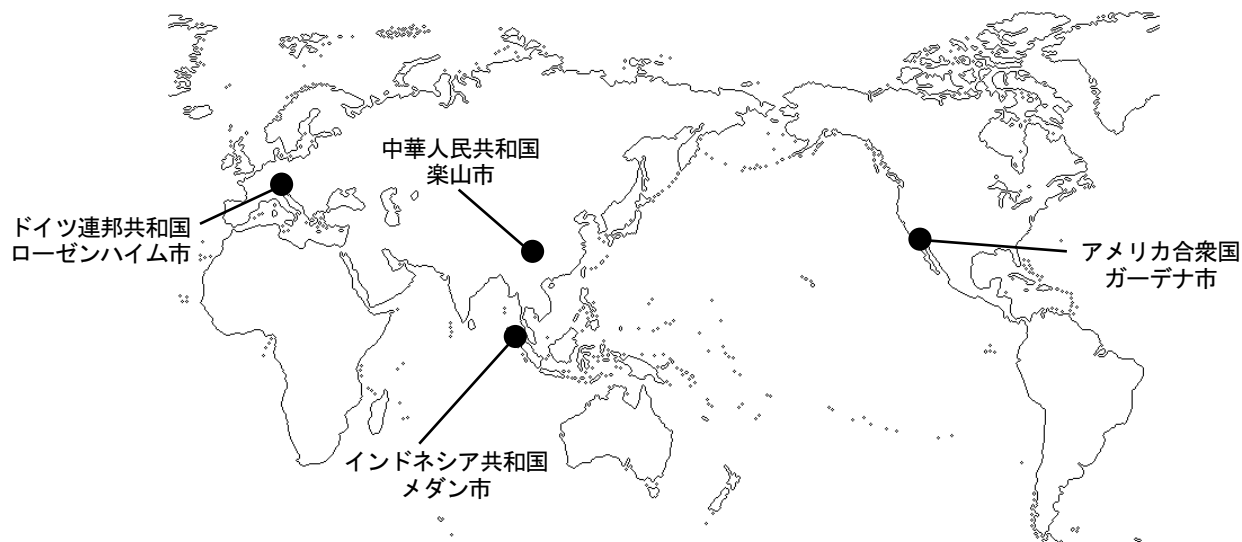 中華人民共和国
楽山市
ドイツ連邦共和国
ローゼンハイム市
アメリカ合衆国
ガーデナ市
インドネシア共和国
メダン市